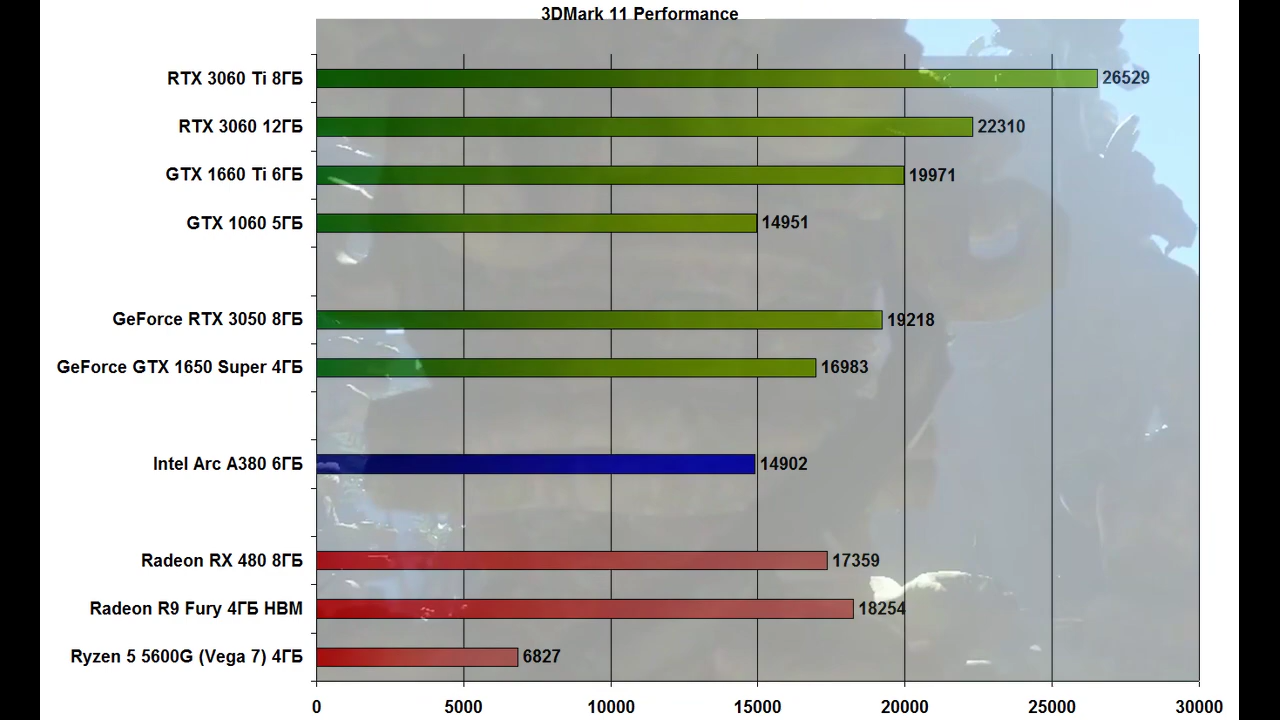 3DMark 11 Performance
RTX 3060 Ti 8ГБ 26529
RTX 3060 12ГБ 22310
GTX 1660 Ti 6ГБ 19971
GTX 1060 5ГБ 14951
GeForce RTX 3050 8ГБ 19218
GeForce GTX 1650 Super 4ГБ 16983
Intel Arc A380 6ГБ 14902
Radeon RX 480 8ГБ 17359
Radeon R9 Fury 4ГБ HBM 18254
Ryzen 5 5600G (Vega 7) 4ГБ 6827
0 5000 10000 15000 20000 25000 30000